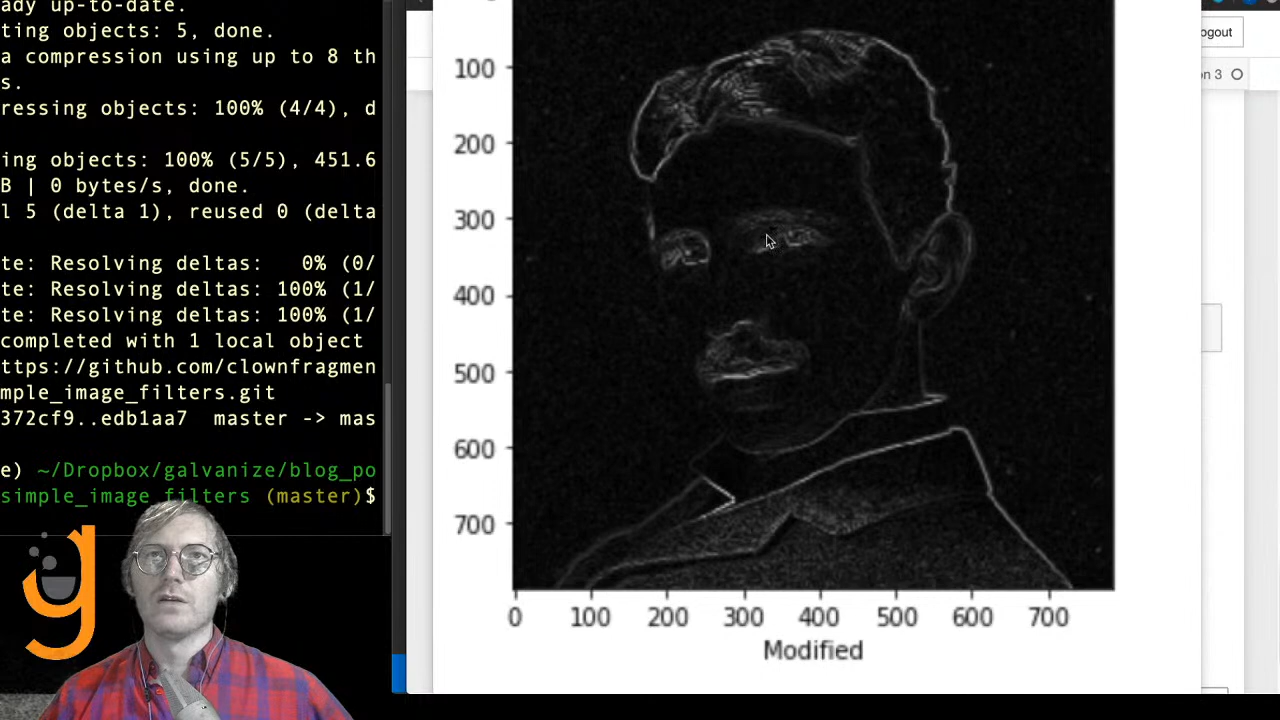 ady up-to-date.
ting objects: 5, done.
a compression using up to 8 th
s.
ressing objects: 100% (4/4), d
ing objects: 100% (5/5), 451.6
B | 0 bytes/s, done.
l 5 (delta 1), reused 0 (delta
te: Resolving deltas:   0% (0/
te: Resolving deltas: 100% (1/
te: Resolving deltas: 100% (1/
completed with 1 local object
ttps://github.com/clownfragmen
mple_image_filters.git
372cf9..edb1aa7  master -> mas
e) ~/Dropbox/galvanize/blog_po
simple_image_filters (master)$
g
100
200
300
400
500
600
700
0 100 200 300 400 500 600 700
Modified
ogout
on 3